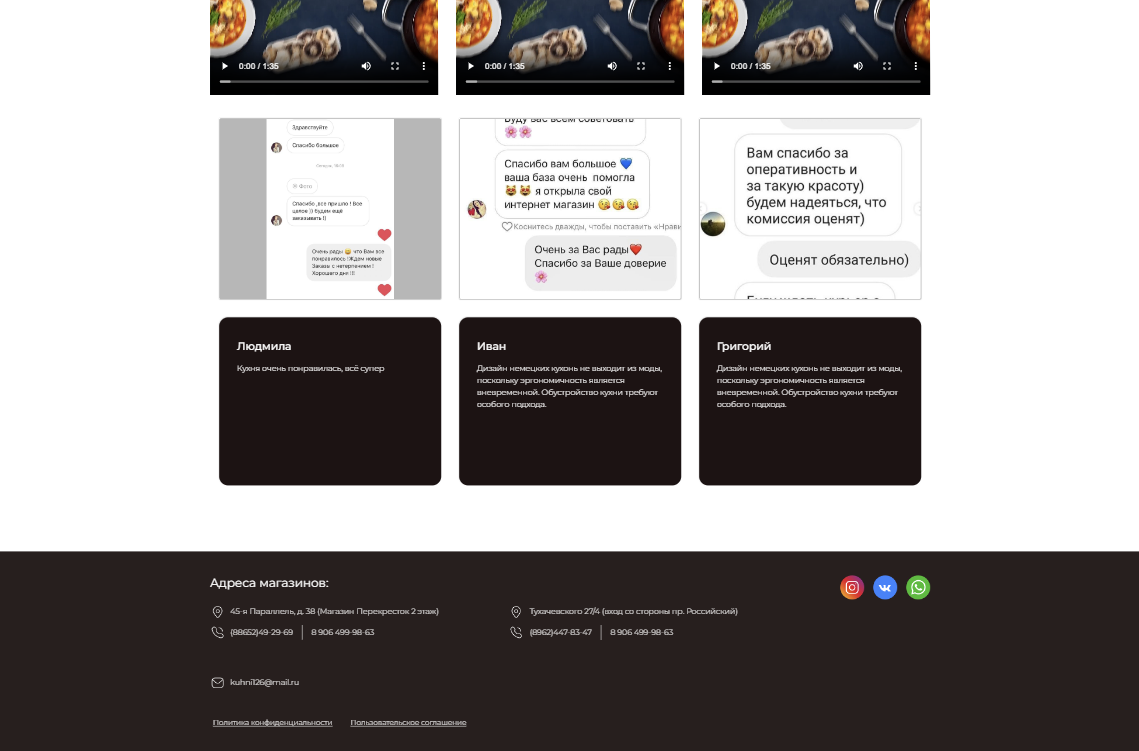 0:00 / 1:35
0:00 / 1:35
0:00 / 1:35
Здравствуйте
Спасибо большое
Фото
Спасибо ,все пришло ! Все
целое )) будем ещё
заказывать !)
Очень рады 😄 что Вам все
понравилось !Ждем новые
Заказы с нетерпением !
Хорошего дня !!!
Буду вас всем советовать
🌸🌸
Спасибо вам большое 💙
ваша база очень помогла
😻😻 я открыла свой
интернет магазин 😘😘😘
Коснитесь дважды, чтобы поставить «Нрави
Очень за Вас рады❤️
Спасибо за Ваше доверие
🌸
Вам спасибо за
оперативность и
за такую красоту)
будем надеяться, что
комиссия оценят)
Оценят обязательно)
Людмила
Кухня очень понравилась, всё супер
Иван
Дизайн немецких кухонь не выходит из моды,
поскольку эргономичность является
вневременной. Обустройство кухни требуют
особого подхода.
Григорий
Дизайн немецких кухонь не выходит из моды,
поскольку эргономичность является
вневременной. Обустройство кухни требуют
особого подхода.
Адреса магазинов:
45-я Параллель, д. 38 (Магазин Перекресток 2 этаж)
(88652)49-29-69 | 8 906 499-98-63
Тухачевского 27/4 (вход со стороны пр. Российский)
(8962)447-83-47 | 8 906 499-98-63
kuhni126@mail.ru
Политика конфиденциальности
Пользовательское соглашение